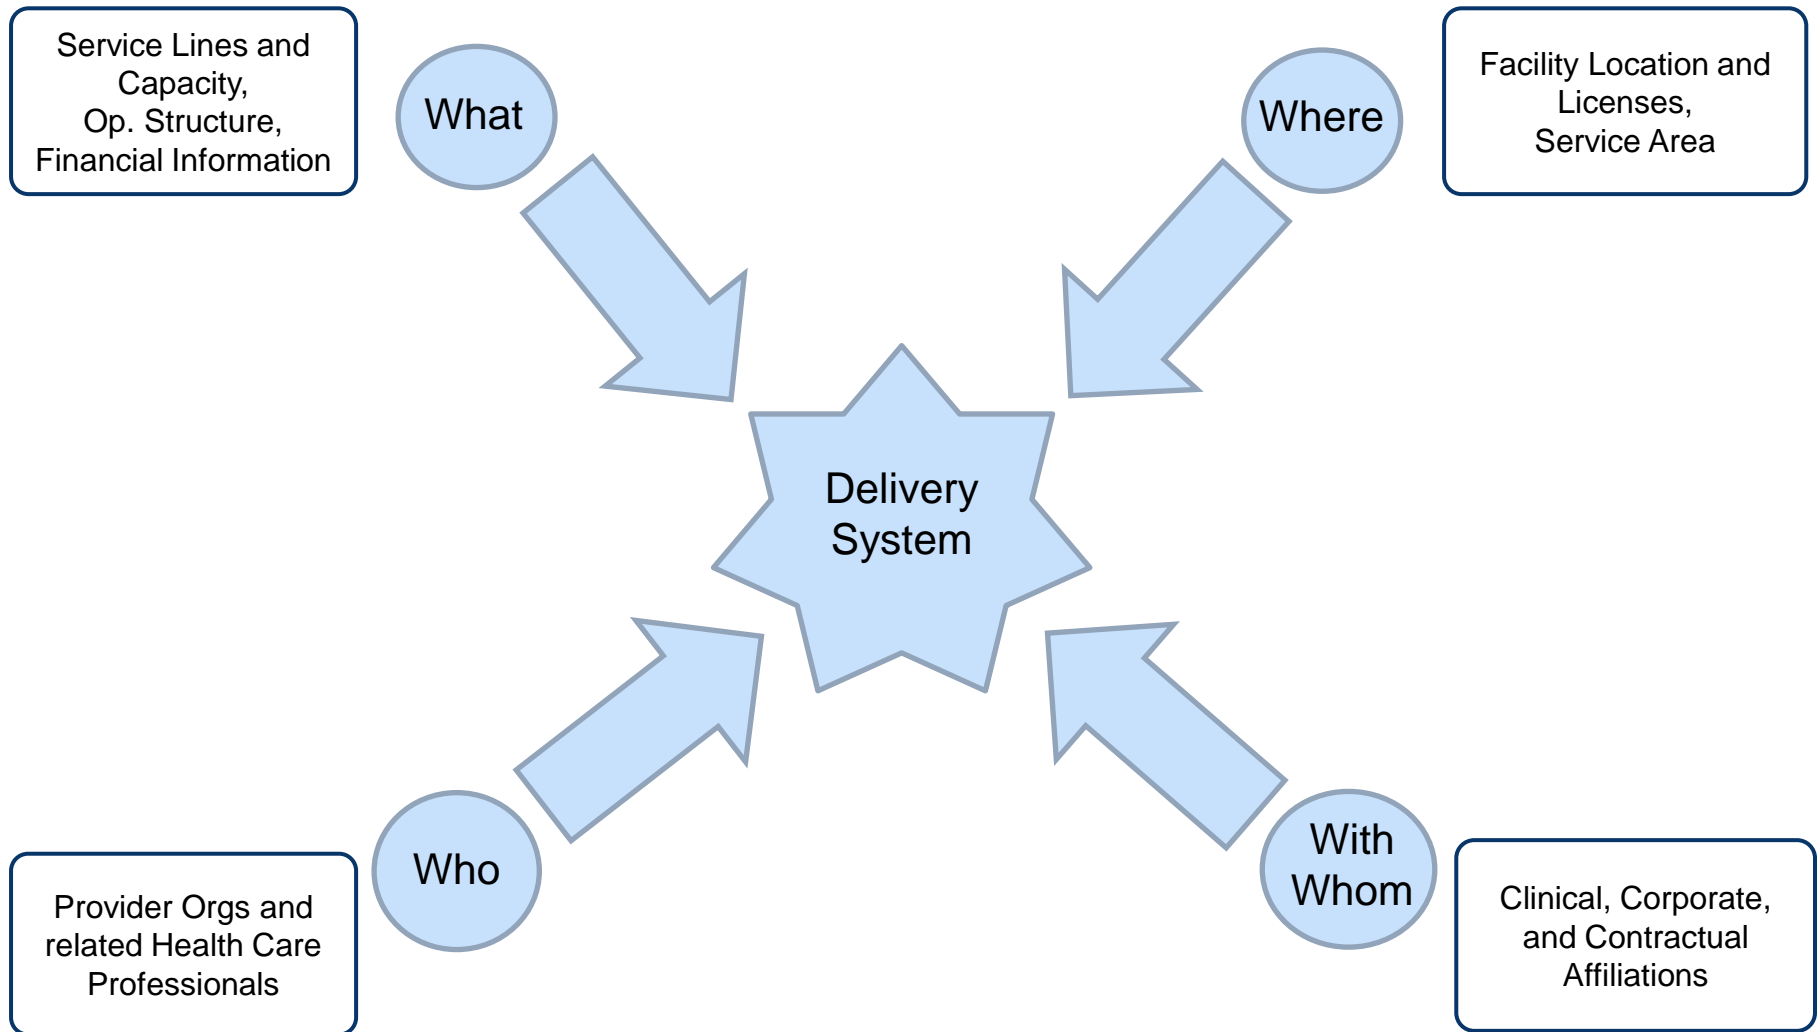 Service Lines and
Capacity,
Op. Structure,
Financial Information
What
Where
Facility Location and
Licenses,
Service Area
Delivery
System
Provider Orgs and
related Health Care
Professionals
Who
With
Whom
Clinical, Corporate,
and Contractual
Affiliations